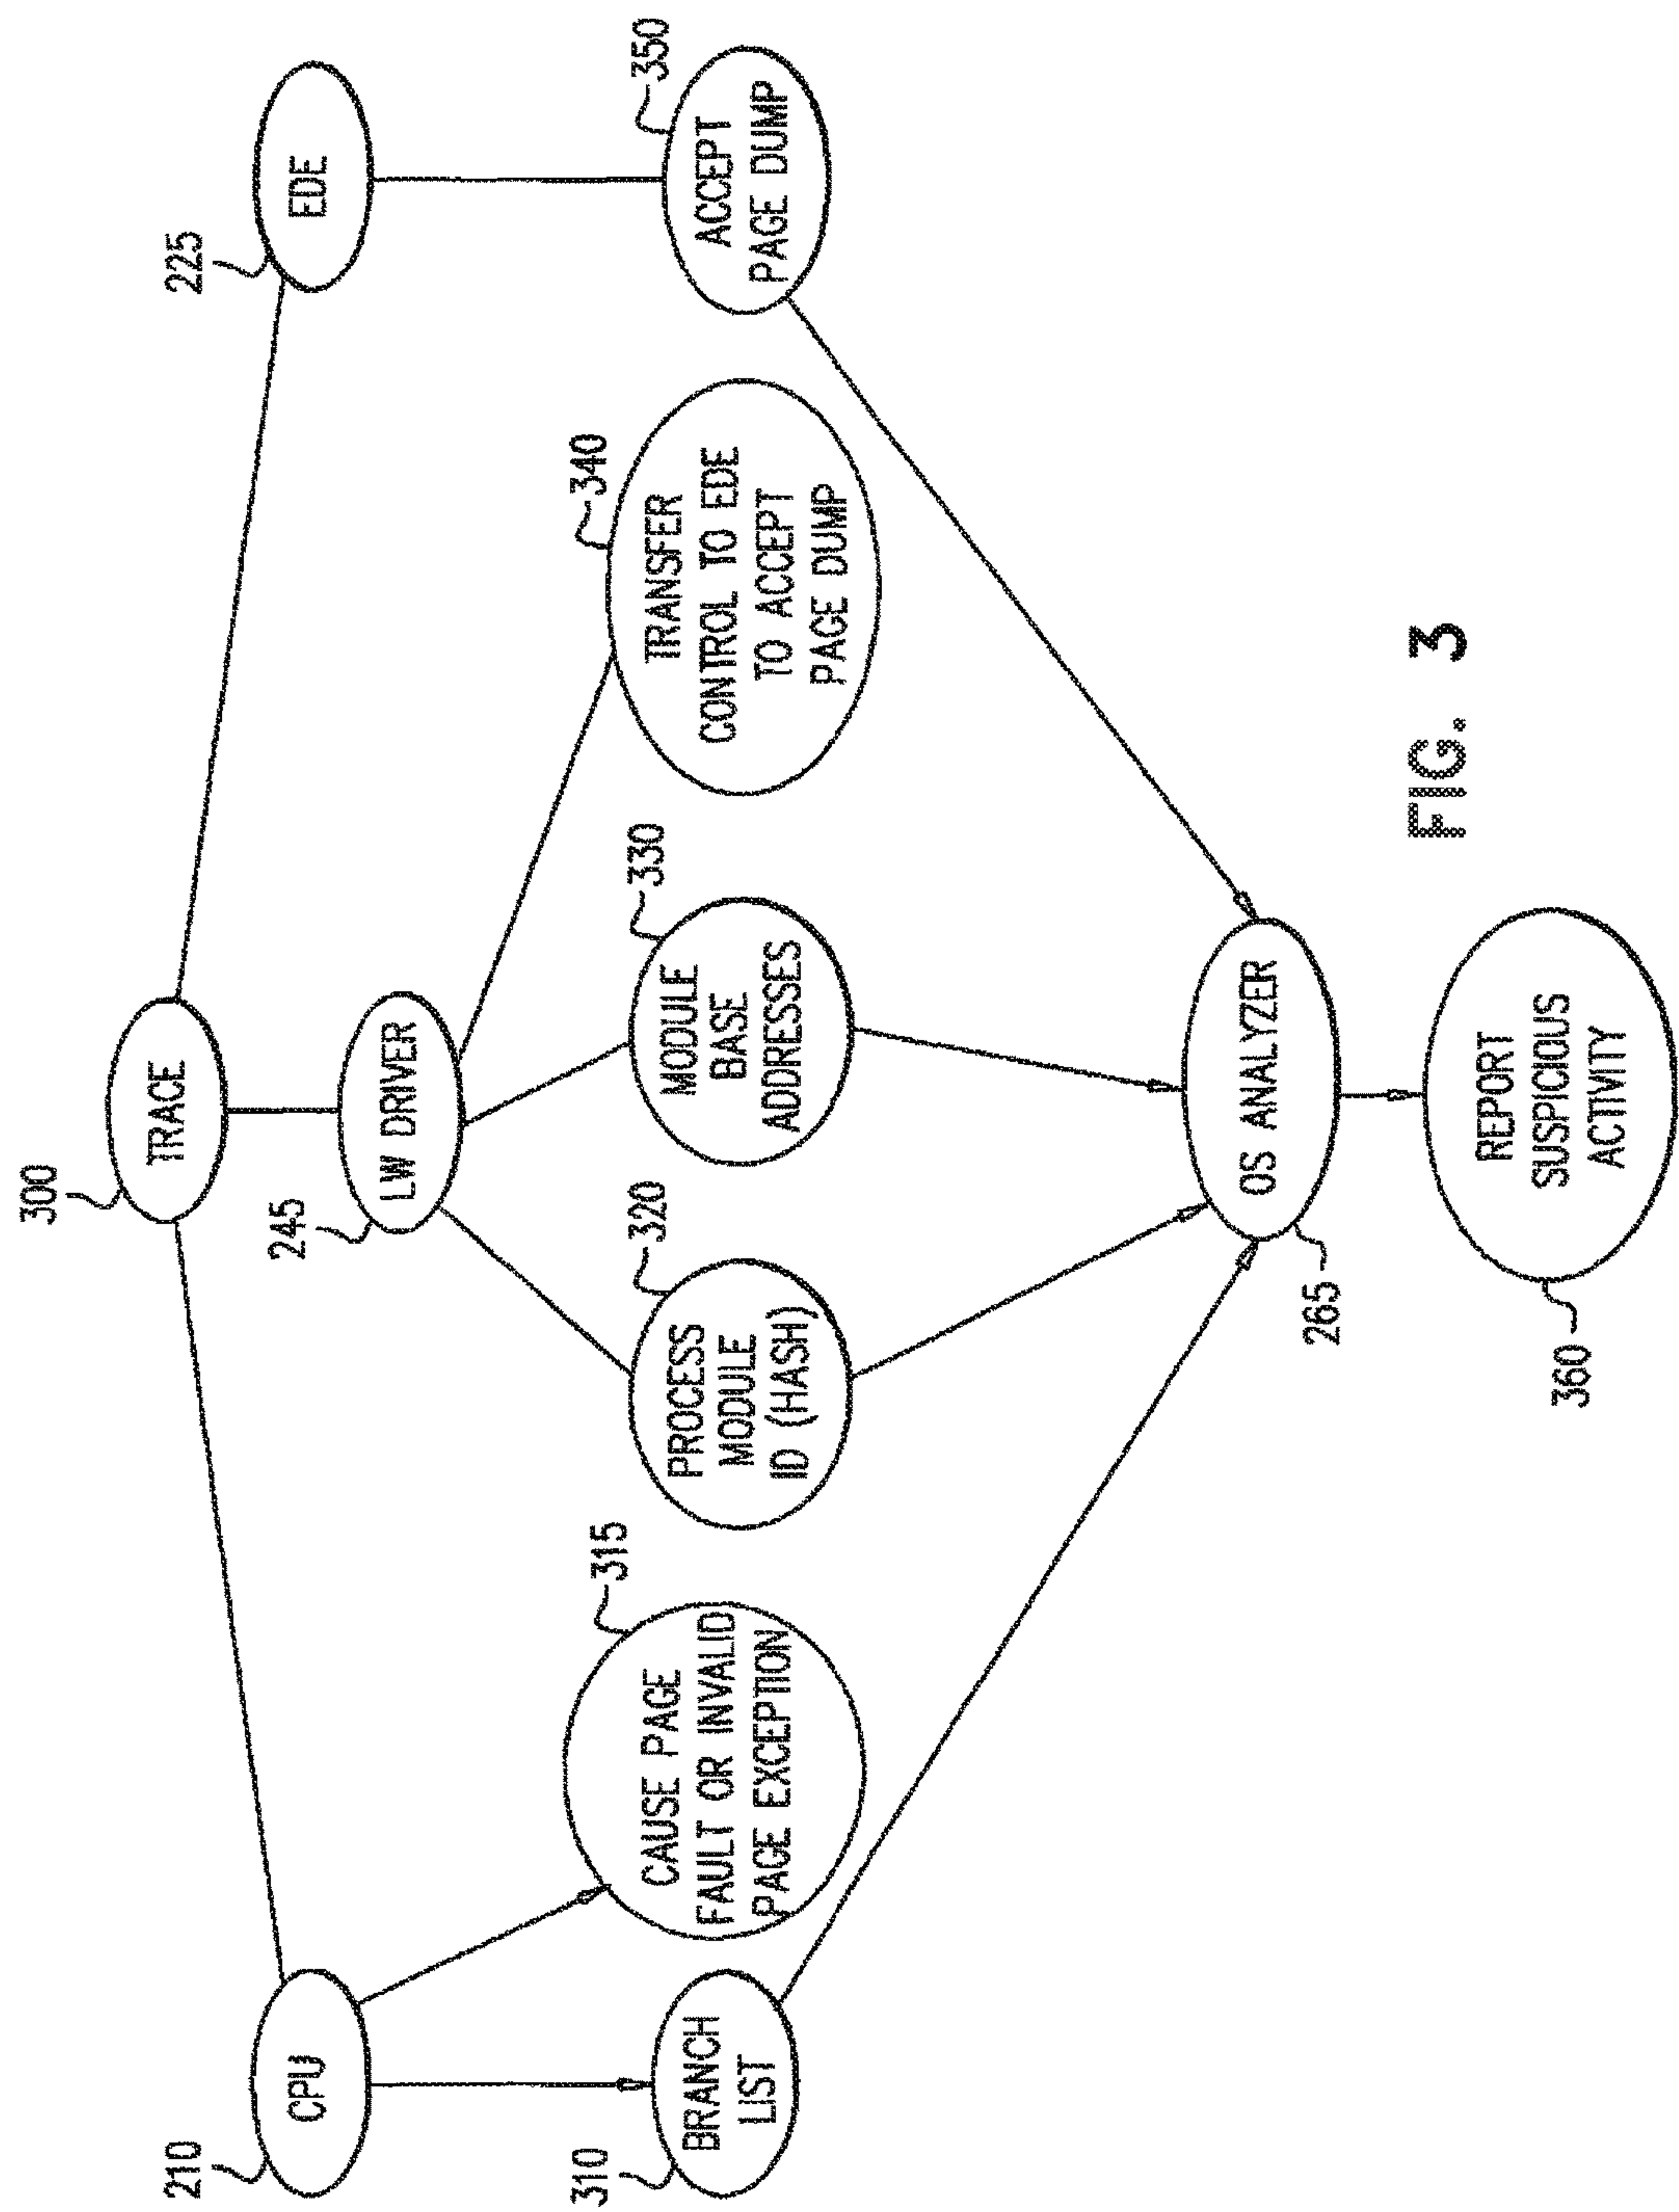 300
TRACE
210
CPU
245
LW DRIVER
225
EDE
310
BRANCH
LIST
315
CAUSE PAGE
FAULT OR INVALID
PAGE EXCEPTION
320
PROCESS
MODULE
ID (HASH)
330
MODULE
BASE
ADDRESSES
340
TRANSFER
CONTROL TO EDE
TO ACCEPT
PAGE DUMP
350
ACCEPT
PAGE DUMP
265
OS ANALYZER
360
REPORT
SUSPICIOUS
ACTIVITY
FIG. 3